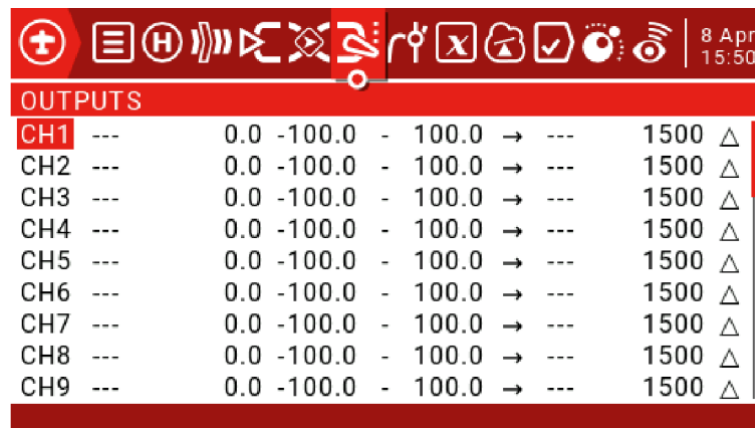 8 Apr
15:50
OUTPUTS
CH1 --- 0.0 -100.0 - 100.0 → --- 1500 △
CH2 --- 0.0 -100.0 - 100.0 → --- 1500 △
CH3 --- 0.0 -100.0 - 100.0 → --- 1500 △
CH4 --- 0.0 -100.0 - 100.0 → --- 1500 △
CH5 --- 0.0 -100.0 - 100.0 → --- 1500 △
CH6 --- 0.0 -100.0 - 100.0 → --- 1500 △
CH7 --- 0.0 -100.0 - 100.0 → --- 1500 △
CH8 --- 0.0 -100.0 - 100.0 → --- 1500 △
CH9 --- 0.0 -100.0 - 100.0 → --- 1500 △